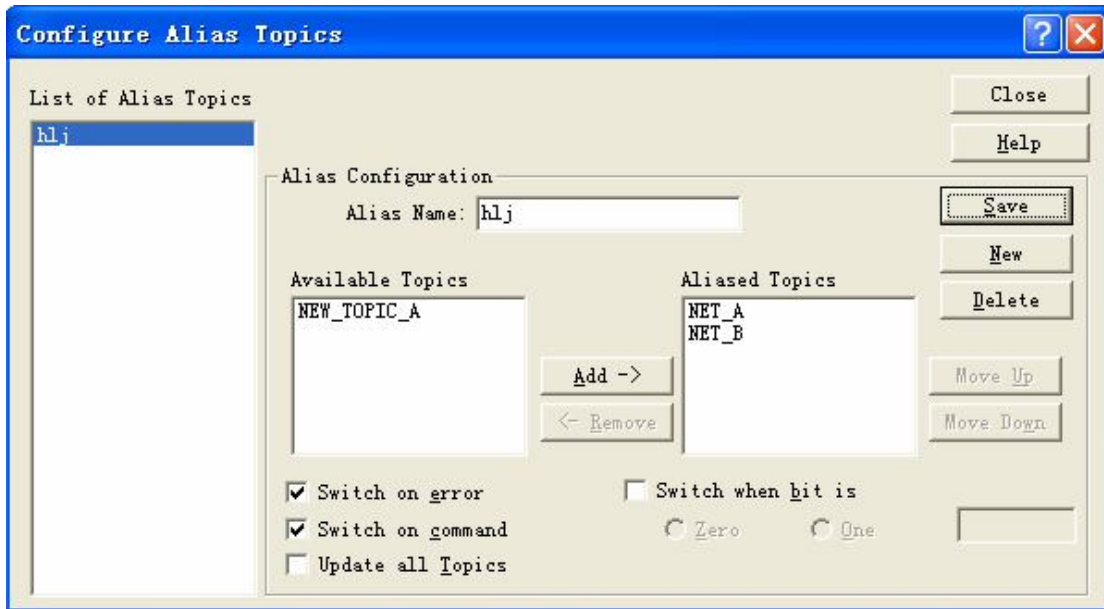 Configure Alias Topics
List of Alias Topics
Close
hlj
Help
Alias Configuration
Alias Name: hlj
Save
New
Available Topics
Aliased Topics
Delete
NEW_TOPIC_A
NET_A
NET_B
Add ->
Move Up
<- Remove
Move Down
Switch on error
Switch when bit is
Switch on command
Zero
One
Update all Topics